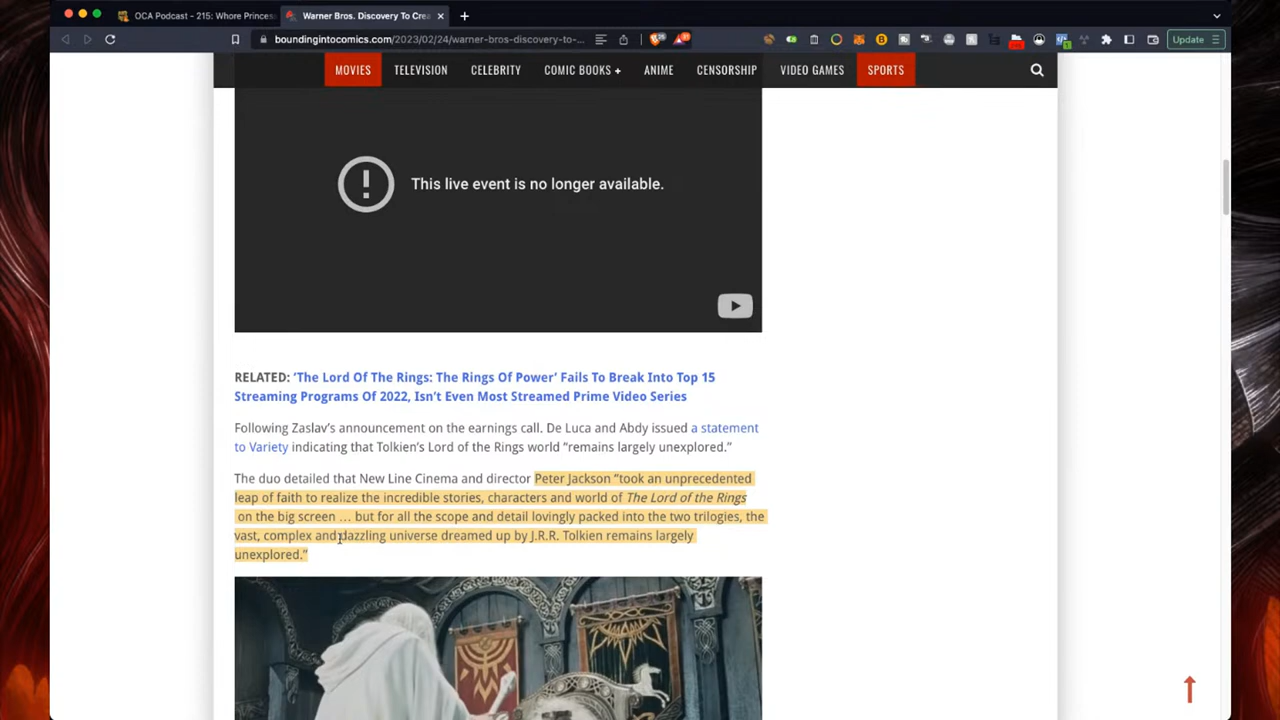 OCA Podcast - 215: Whore Princes
Warner Bros. Discovery To Crea
boundingintocomics.com/2023/02/24/warner-bros-discovery-to-...
Update
MOVIES TELEVISION CELEBRITY COMIC BOOKS + ANIME CENSORSHIP VIDEO GAMES SPORTS
This live event is no longer available.
RELATED: ‘The Lord Of The Rings: The Rings Of Power’ Fails To Break Into Top 15
Streaming Programs Of 2022, Isn’t Even Most Streamed Prime Video Series
Following Zaslav’s announcement on the earnings call. De Luca and Abdy issued a statement
to Variety indicating that Tolkien’s Lord of the Rings world “remains largely unexplored.”
The duo detailed that New Line Cinema and director Peter Jackson “took an unprecedented
leap of faith to realize the incredible stories, characters and world of The Lord of the Rings
on the big screen … but for all the scope and detail lovingly packed into the two trilogies, the
vast, complex and dazzling universe dreamed up by J.R.R. Tolkien remains largely
unexplored.”